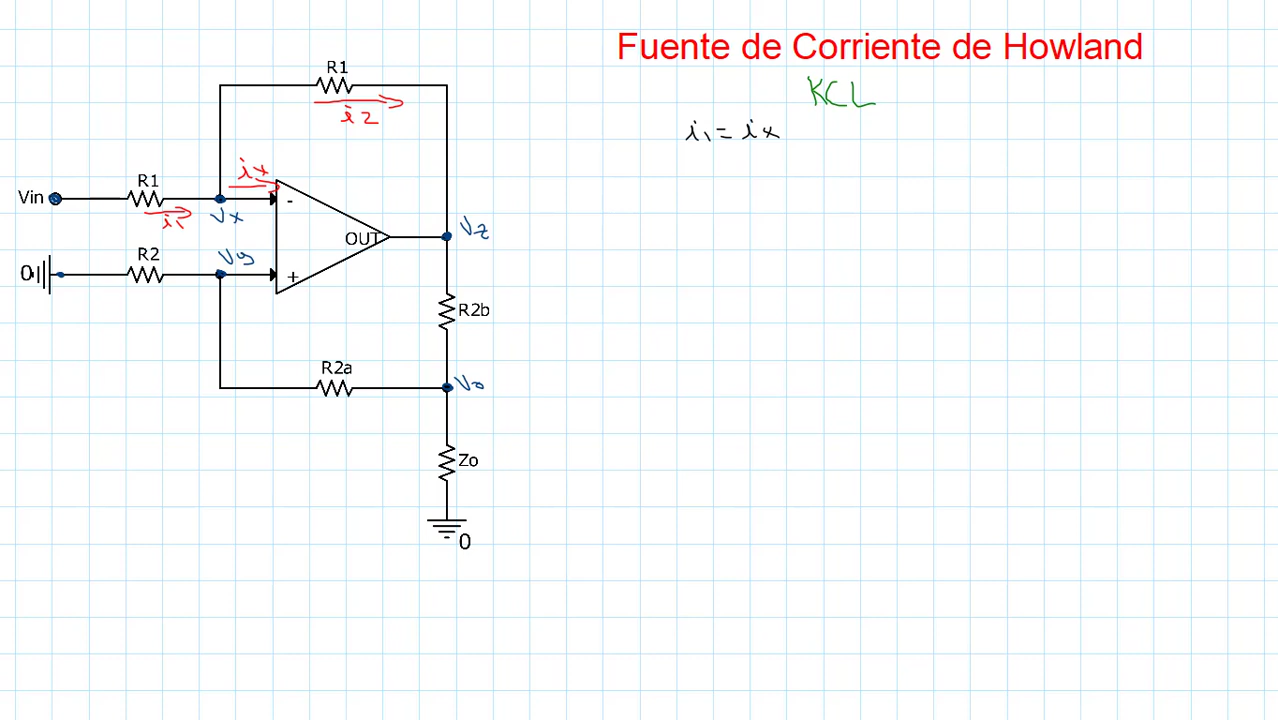 Fuente de Corriente de Howland
KCL
i1 = ix
R1
i2
ix
R1
Vin
-
Vx
i1
OUT
Vz
R2
Vy
0
+
R2b
R2a
Vo
Zo
0